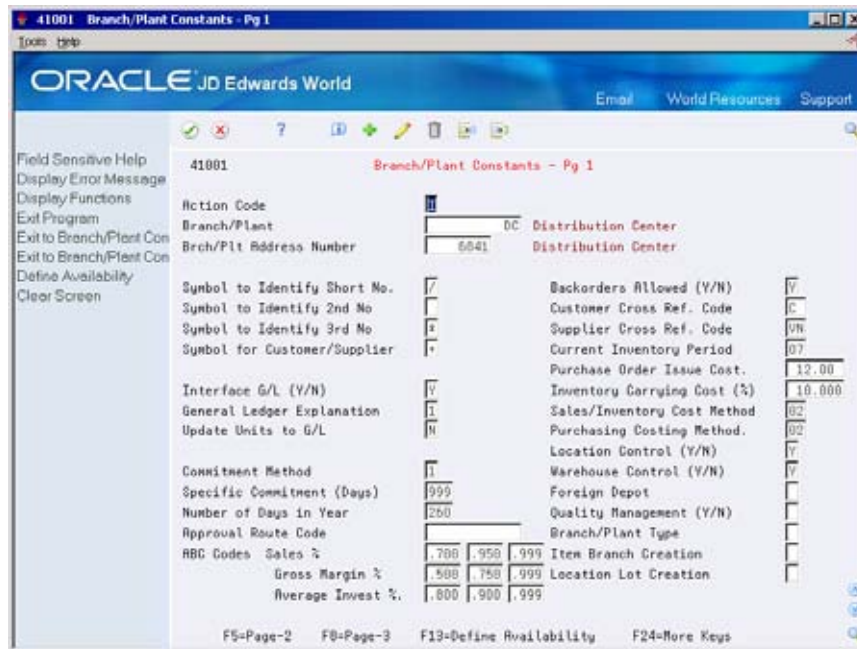 41001 Branch/Plant Constants - Pg 1
Tools Help
ORACLE JD Edwards World
Email World Resources Support
Field Sensitive Help
Display Error Message
Display Functions
Exit Program
Exit to Branch/Plant Con
Exit to Branch/Plant Con
Define Availability
Clear Screen
41001 Branch/Plant Constants - Pg 1
Action Code
Branch/Plant DC Distribution Center
Brch/Plt Address Number 6041 Distribution Center
Symbol to Identify Short No. / Backorders Allowed (Y/N) Y
Symbol to Identify 2nd No Customer Cross Ref. Code C
Symbol to Identify 3rd No * Supplier Cross Ref. Code VN
Symbol for Customer/Supplier + Current Inventory Period 07
Purchase Order Issue Cost. 12.00
Interface G/L (Y/N) Y Inventory Carrying Cost (%) 10.000
General Ledger Explanation 1 Sales/Inventory Cost Method 02
Update Units to G/L N Purchasing Costing Method. 02
Location Control (Y/N) Y
Commitment Method 1 Warehouse Control (Y/N) Y
Specific Commitment (Days) 999 Foreign Depot
Number of Days in Year 260 Quality Management (Y/N)
Approval Route Code Branch/Plant Type
ABC Codes Sales % .700 .950 .999 Item Branch Creation
Gross Margin % .500 .750 .999 Location Lot Creation
Average Invest %. .800 .900 .999
F5=Page-2 F8=Page-3 F13=Define Availability F24=More Keys